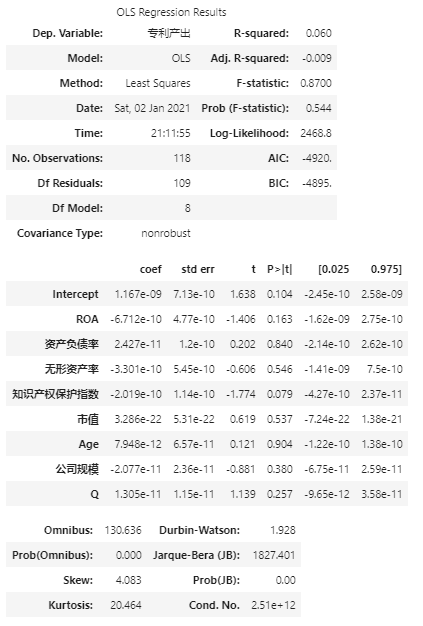 OLS Regression Results
Dep. Variable: 专利产出 R-squared: 0.060
Model: OLS Adj. R-squared: -0.009
Method: Least Squares F-statistic: 0.8700
Date: Sat, 02 Jan 2021 Prob (F-statistic): 0.544
Time: 21:11:55 Log-Likelihood: 2468.8
No. Observations: 118 AIC: -4920.
Df Residuals: 109 BIC: -4895.
Df Model: 8
Covariance Type: nonrobust
coef std err t P>|t| [0.025 0.975]
Intercept 1.167e-09 7.13e-10 1.638 0.104 -2.45e-10 2.58e-09
ROA -6.712e-10 4.77e-10 -1.406 0.163 -1.62e-09 2.75e-10
资产负债率 2.427e-11 1.2e-10 0.202 0.840 -2.14e-10 2.62e-10
无形资产率 -3.301e-10 5.45e-10 -0.606 0.546 -1.41e-09 7.5e-10
知识产权保护指数 -2.019e-10 1.14e-10 -1.774 0.079 -4.27e-10 2.37e-11
市值 3.286e-22 5.31e-22 0.619 0.537 -7.24e-22 1.38e-21
Age 7.948e-12 6.57e-11 0.121 0.904 -1.22e-10 1.38e-10
公司规模 -2.077e-11 2.36e-11 -0.881 0.380 -6.75e-11 2.59e-11
Q 1.305e-11 1.15e-11 1.139 0.257 -9.65e-12 3.58e-11
Omnibus: 130.636 Durbin-Watson: 1.928
Prob(Omnibus): 0.000 Jarque-Bera (JB): 1827.401
Skew: 4.083 Prob(JB): 0.00
Kurtosis: 20.464 Cond. No. 2.51e+12